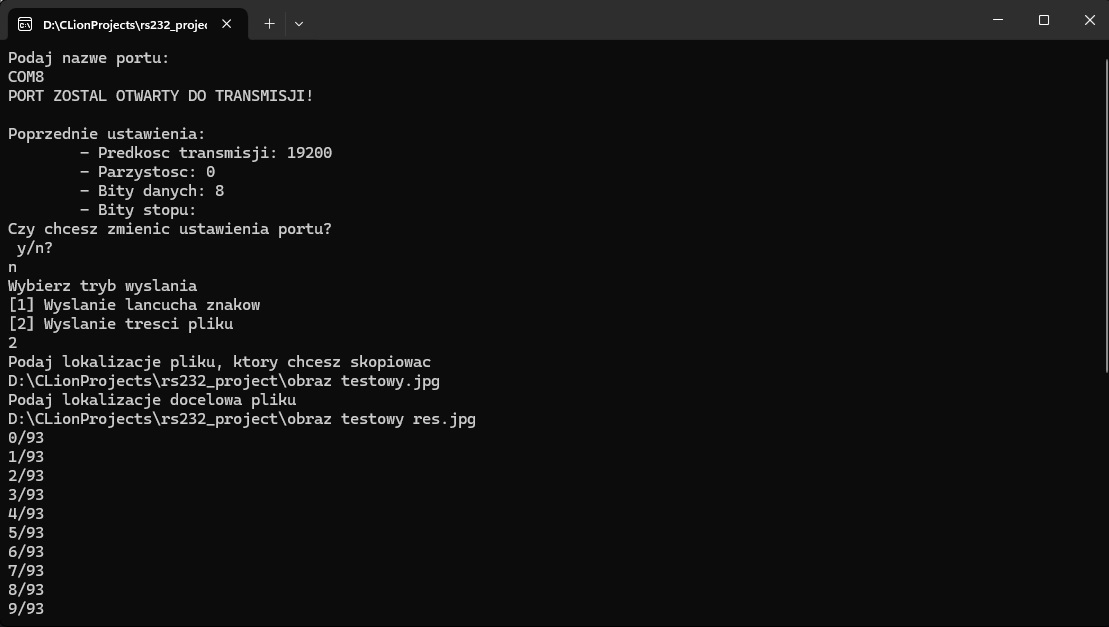 D:\CLionProjects\rs232_projec
Podaj nazwe portu:
COM8
PORT ZOSTAL OTWARTY DO TRANSMISJI!
Poprzednie ustawienia:
- Predkosc transmisji: 19200
- Parzystosc: 0
- Bity danych: 8
- Bity stopu:
Czy chcesz zmienic ustawienia portu?
y/n?
n
Wybierz tryb wyslania
[1] Wyslanie lancucha znakow
[2] Wyslanie tresci pliku
2
Podaj lokalizacje pliku, ktory chcesz skopiowac
D:\CLionProjects\rs232_project\obraz testowy.jpg
Podaj lokalizacje docelowa pliku
D:\CLionProjects\rs232_project\obraz testowy res.jpg
0/93
1/93
2/93
3/93
4/93
5/93
6/93
7/93
8/93
9/93